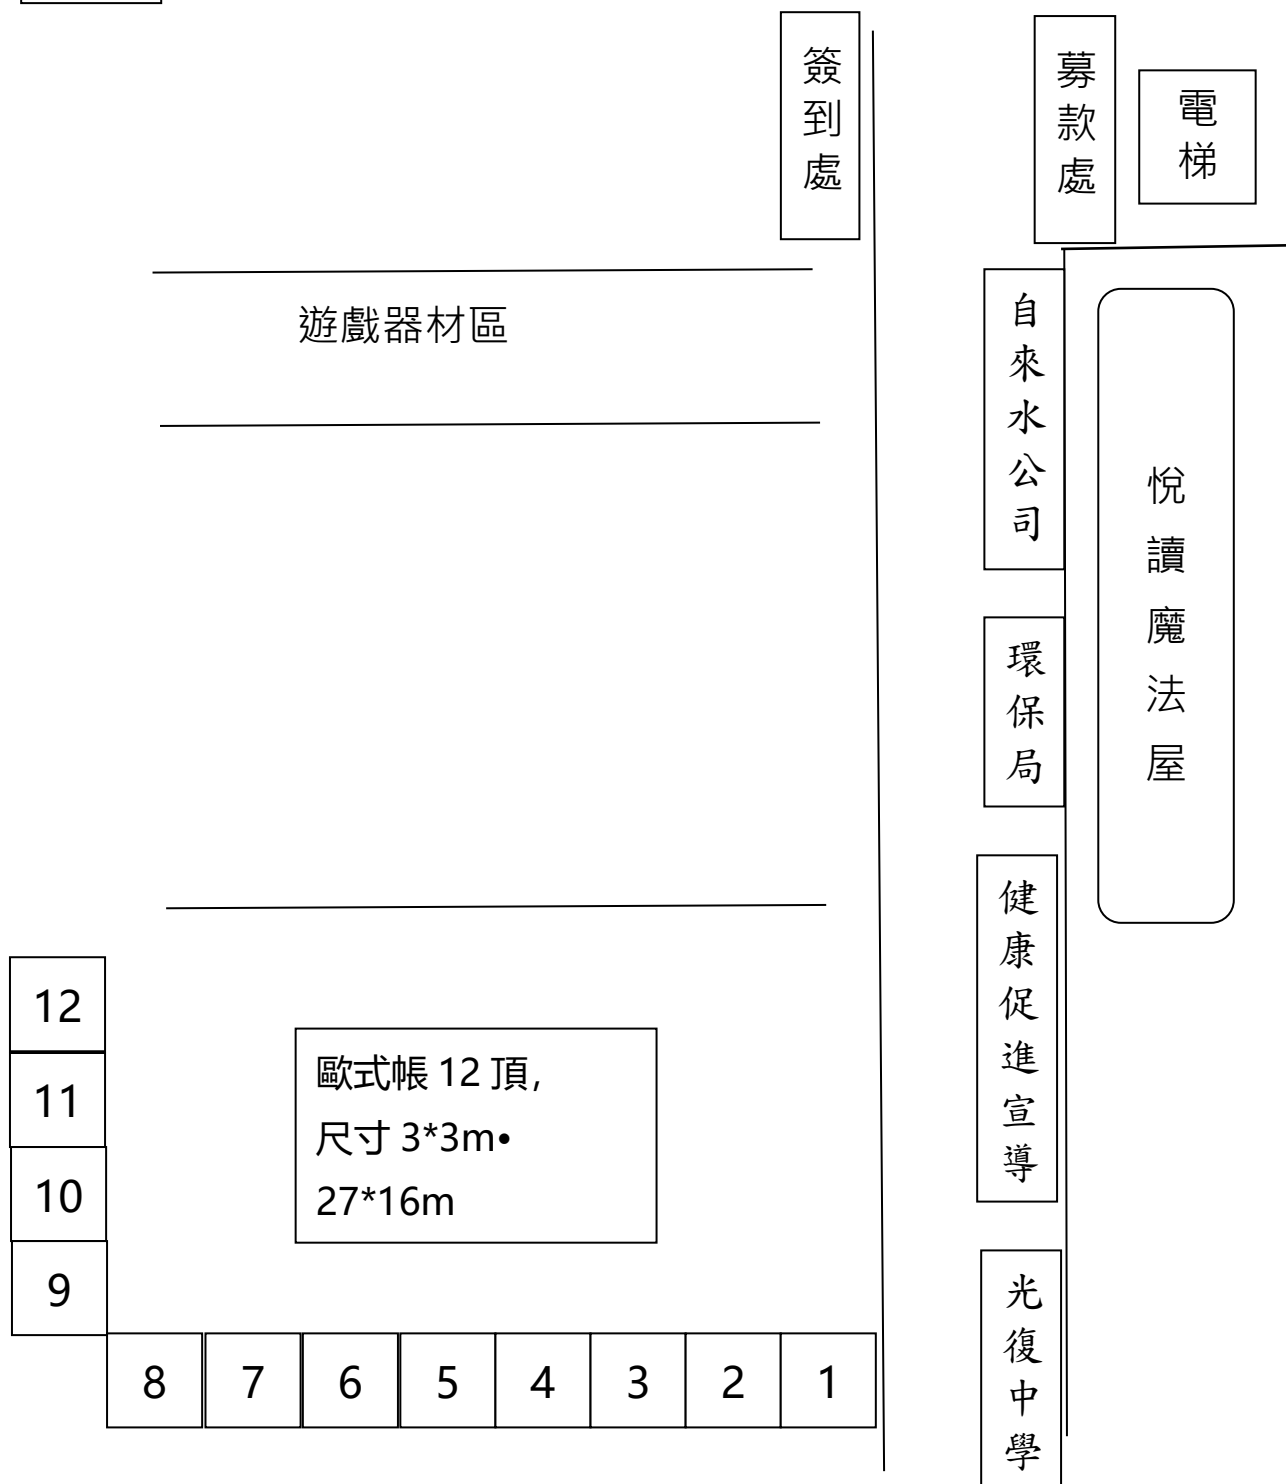 簽到處
募款處
電梯
遊戲器材區
自來水公司
悅讀魔法屋
環保局
健康促進宣導
12
11
10
9
歐式帳 12 頂,
尺寸 3*3m•
27*16m
光復中學
8 7 6 5 4 3 2 1